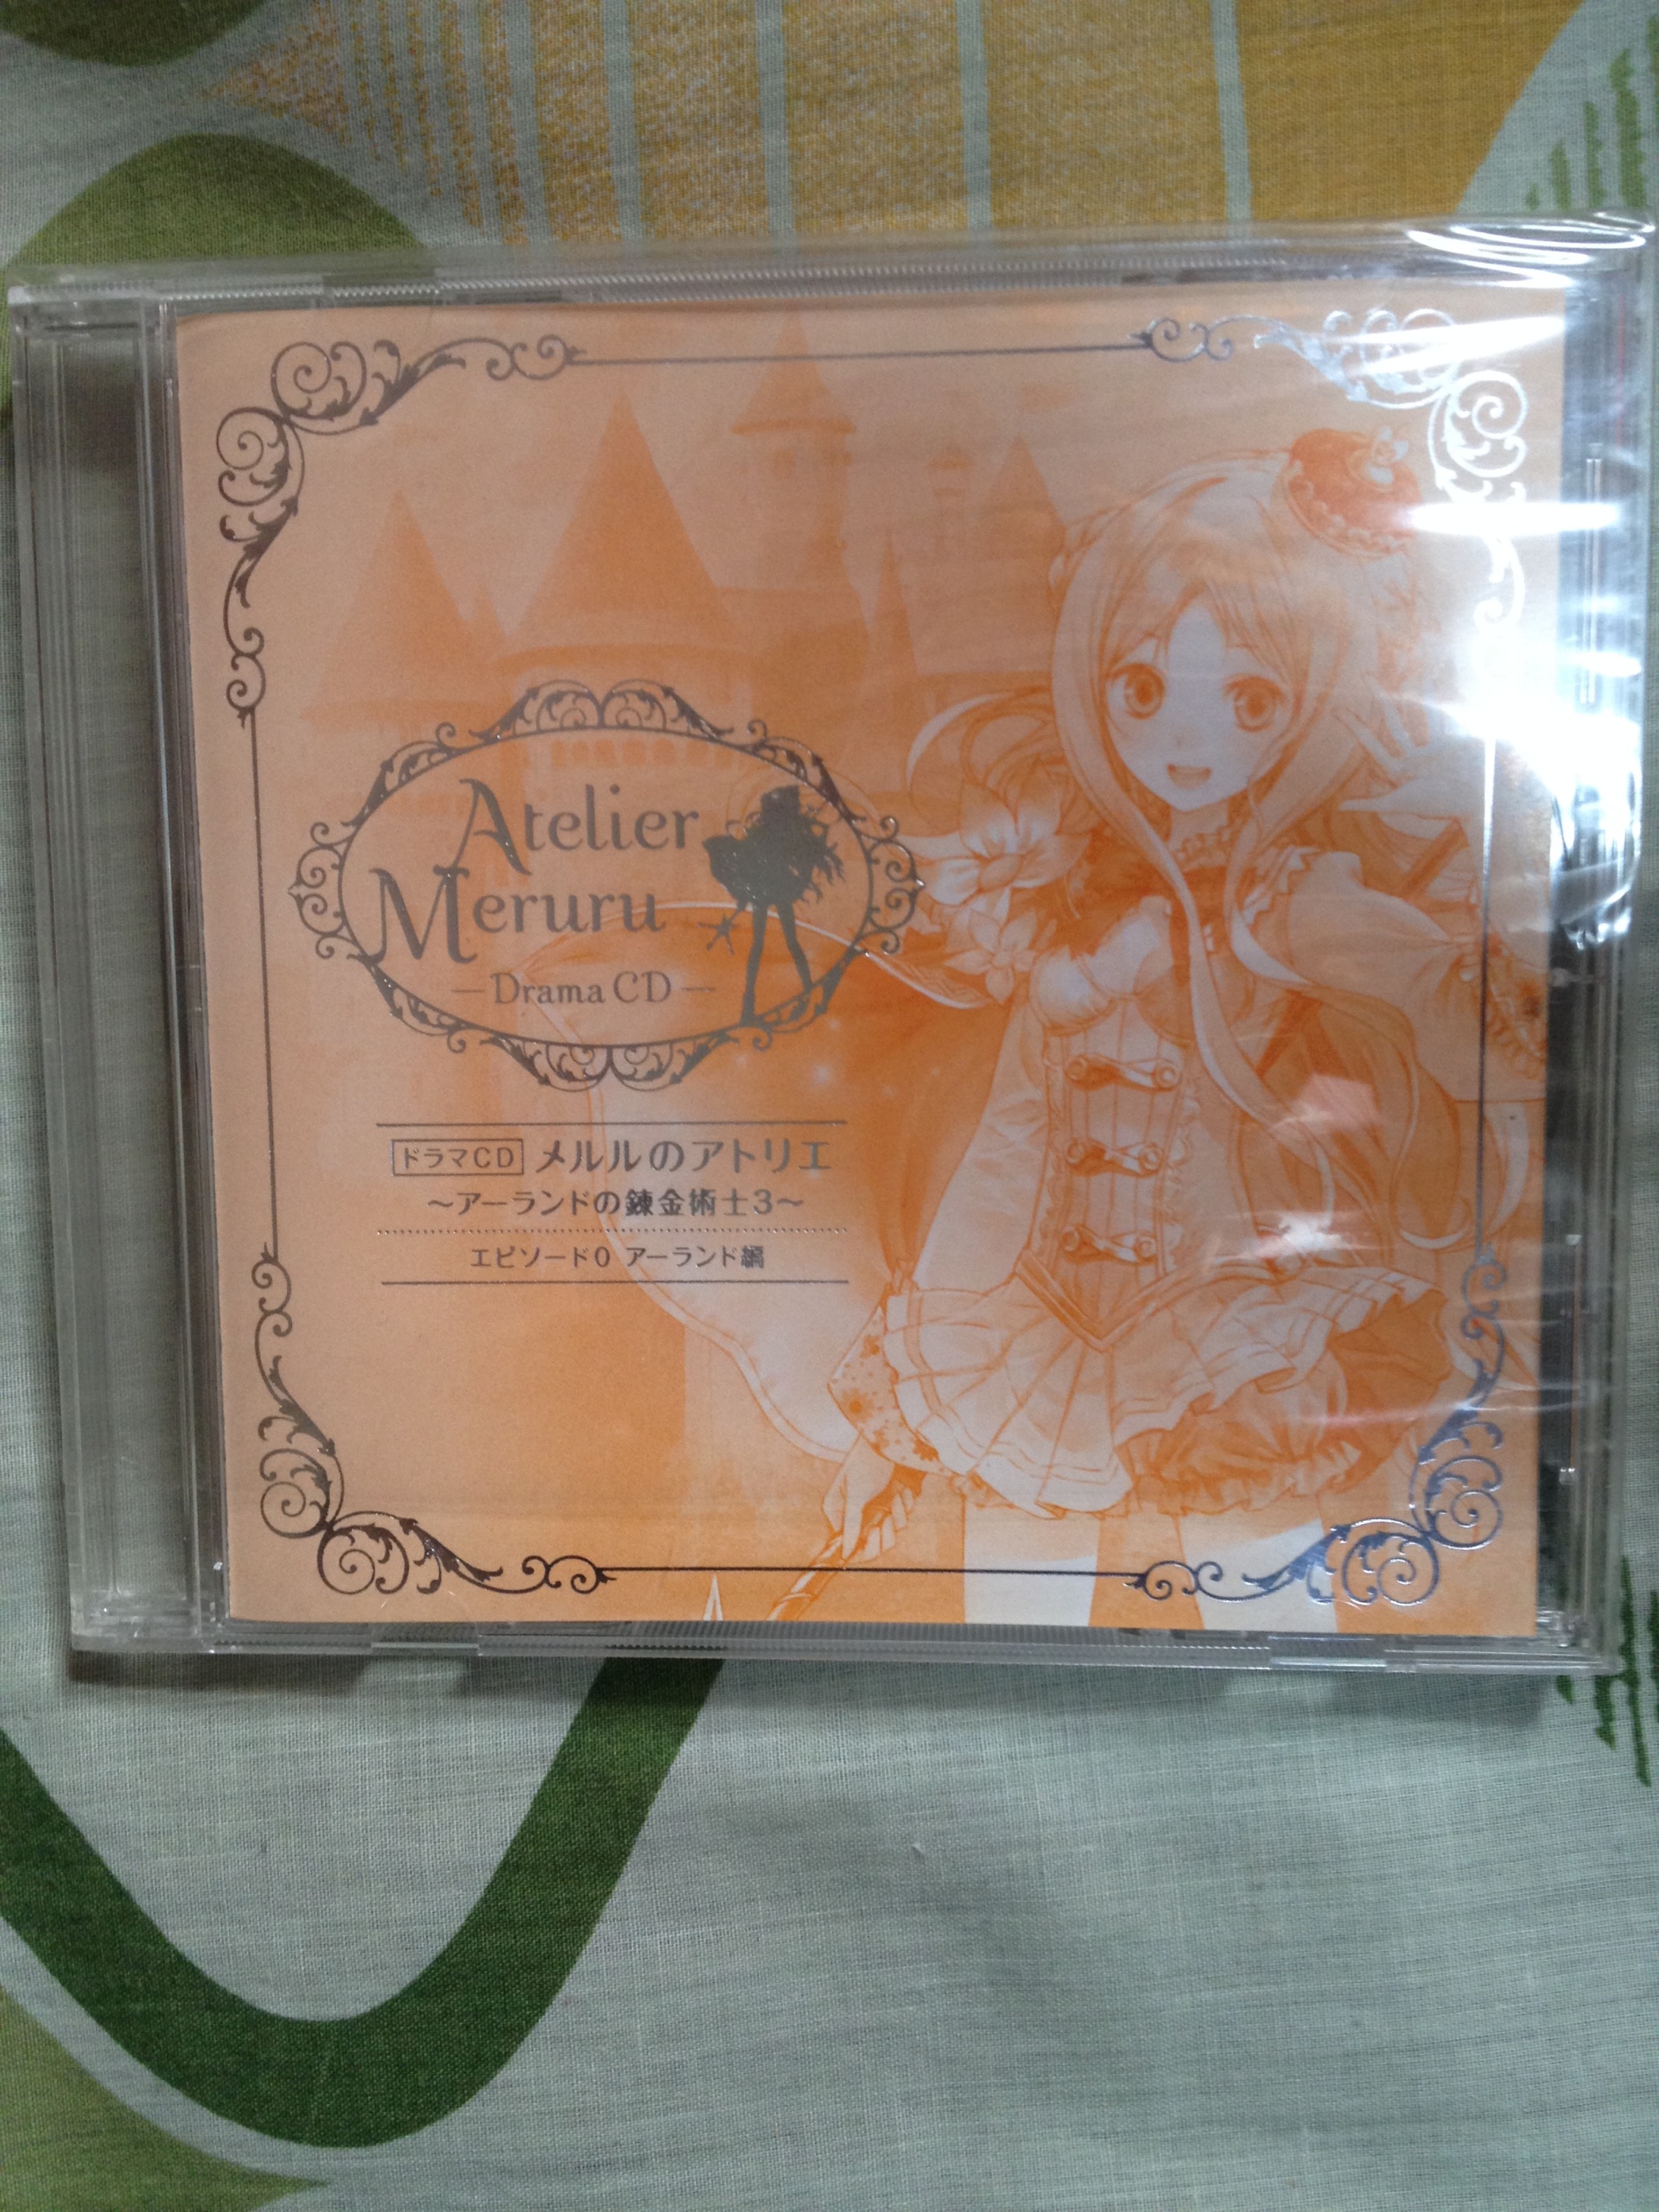 Atelier
Meruru
— Drama CD —
ドラマCD メルルのアトリエ
～アーランドの錬金術士3～
エピソード0 アーランド編